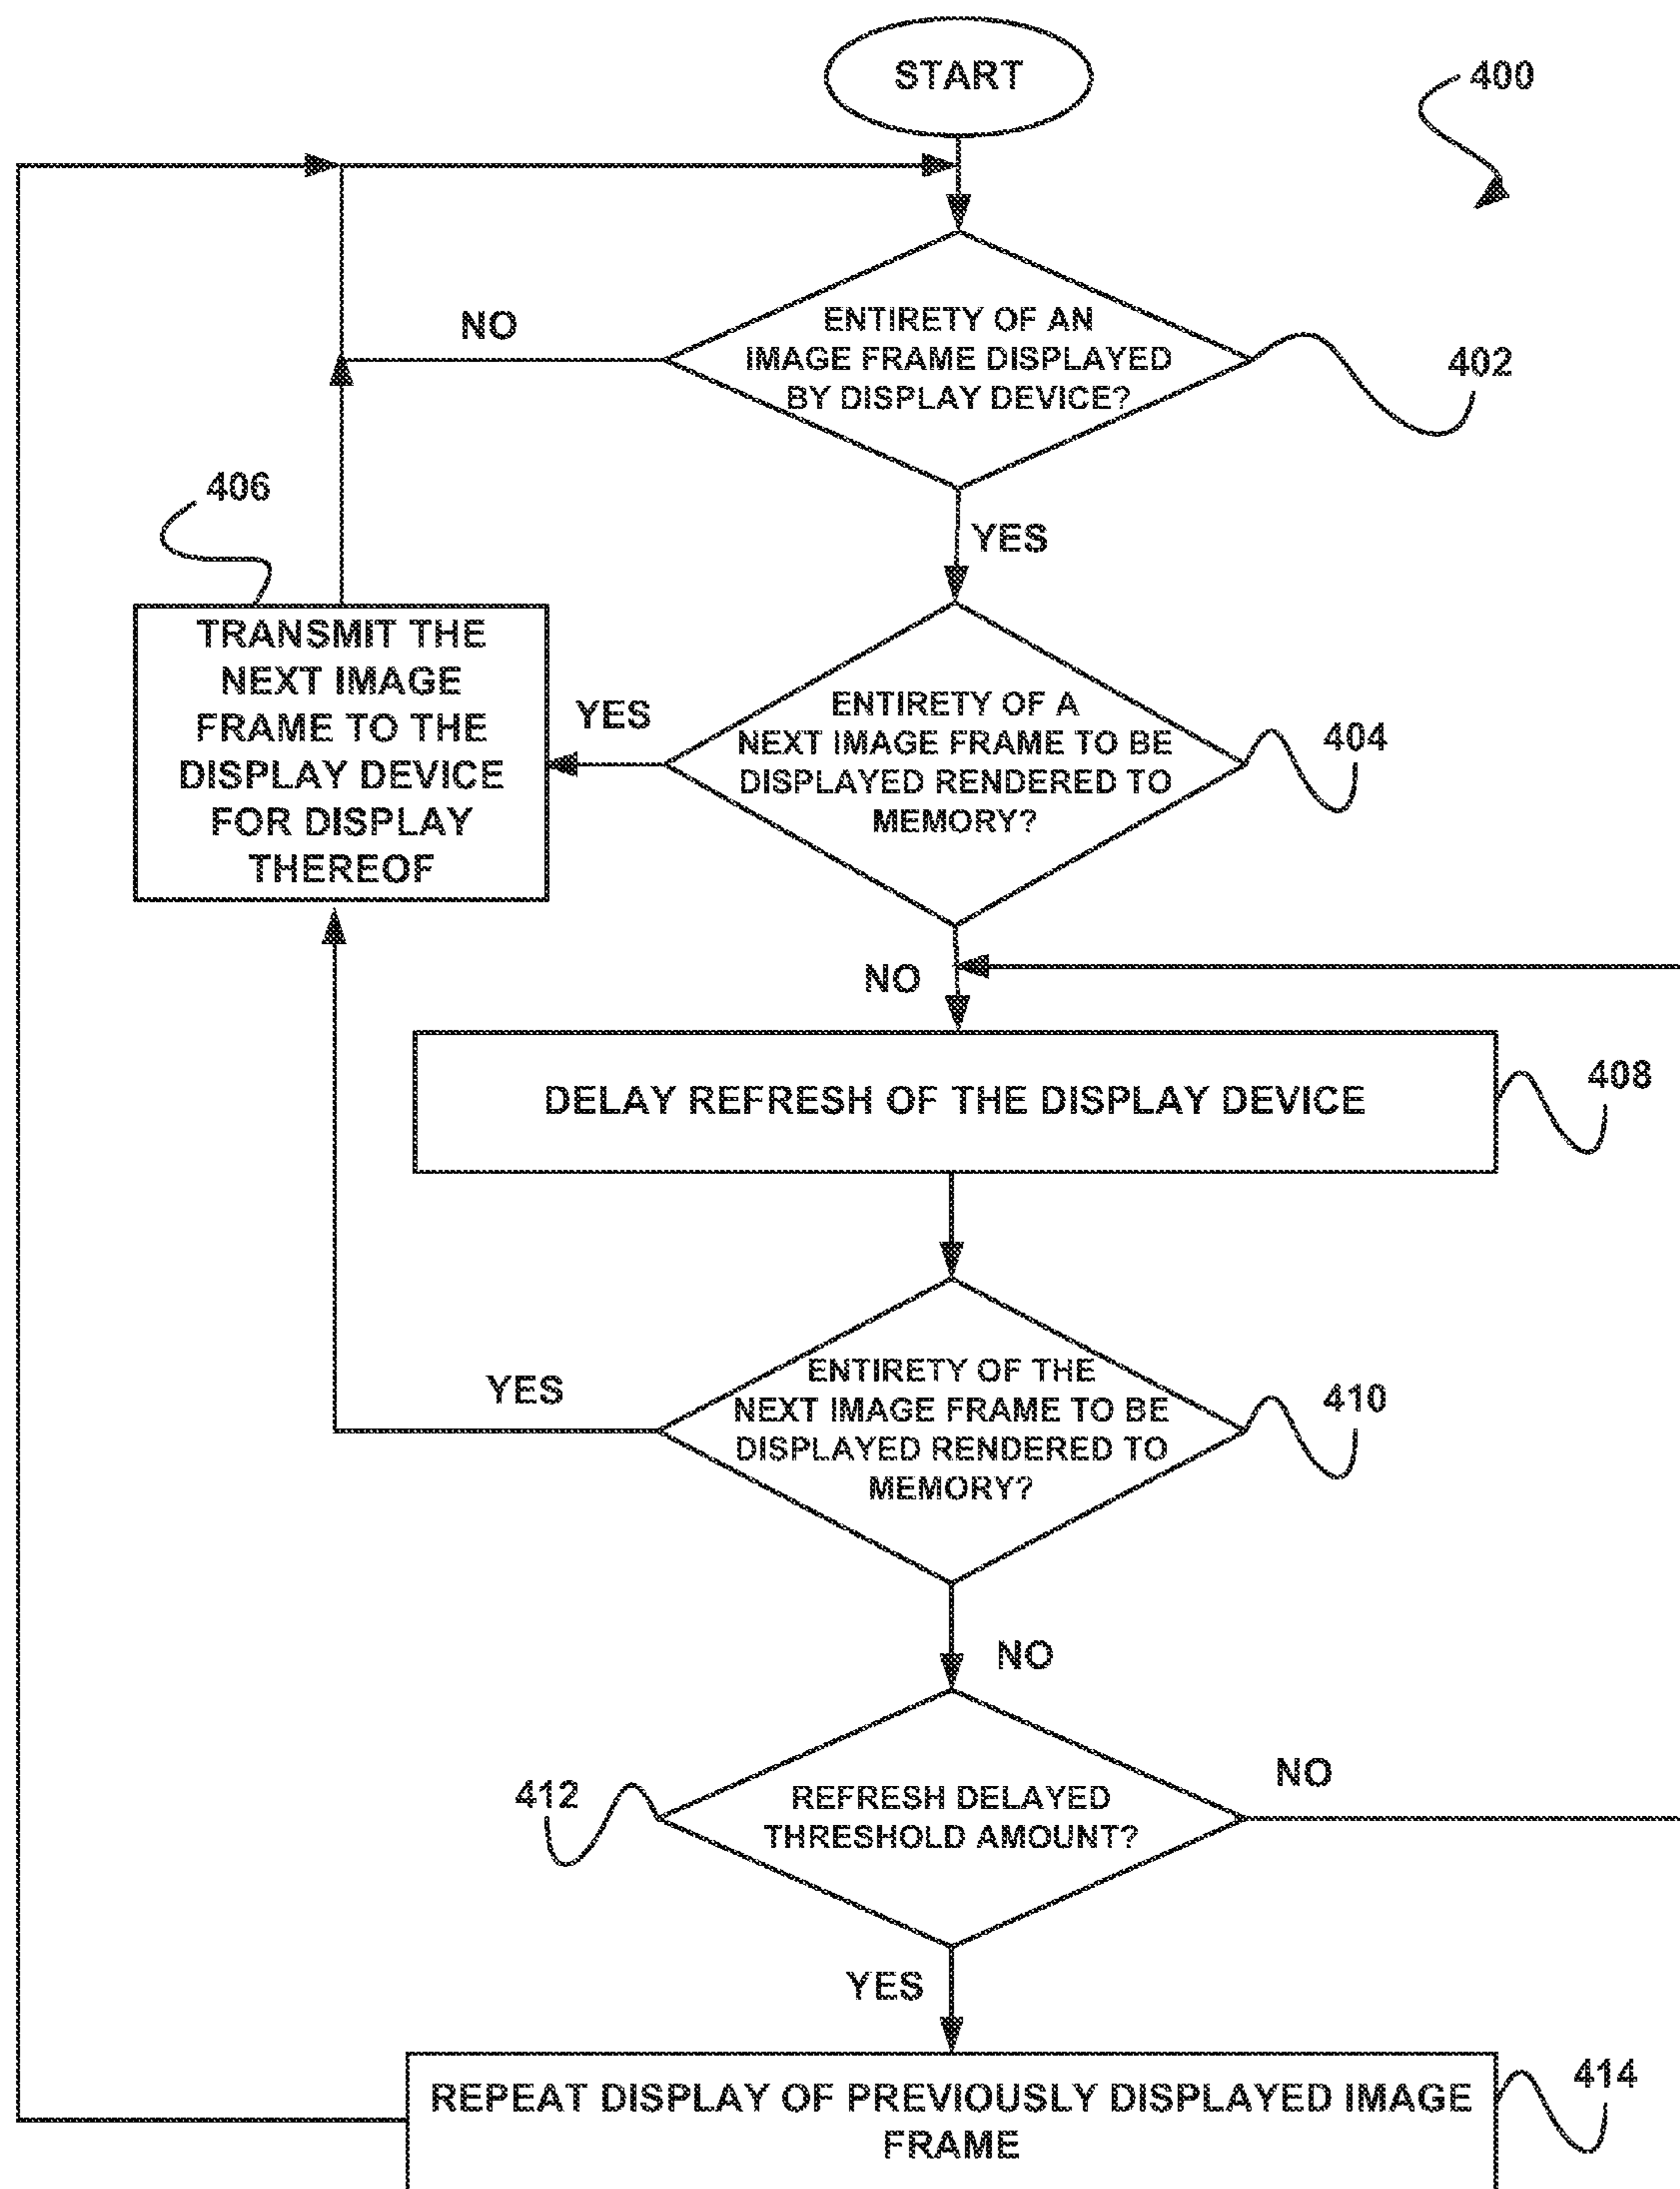 START
400
ENTIRETY OF AN
IMAGE FRAME DISPLAYED
BY DISPLAY DEVICE?
NO
402
YES
406
TRANSMIT THE
NEXT IMAGE
FRAME TO THE
DISPLAY DEVICE
FOR DISPLAY
THEREOF
YES
ENTIRETY OF A
NEXT IMAGE FRAME TO BE
DISPLAYED RENDERED TO
MEMORY?
404
NO
DELAY REFRESH OF THE DISPLAY DEVICE
408
ENTIRETY OF THE
NEXT IMAGE FRAME TO BE
DISPLAYED RENDERED TO
MEMORY?
YES
410
NO
412
REFRESH DELAYED
THRESHOLD AMOUNT?
NO
YES
REPEAT DISPLAY OF PREVIOUSLY DISPLAYED IMAGE
FRAME
414